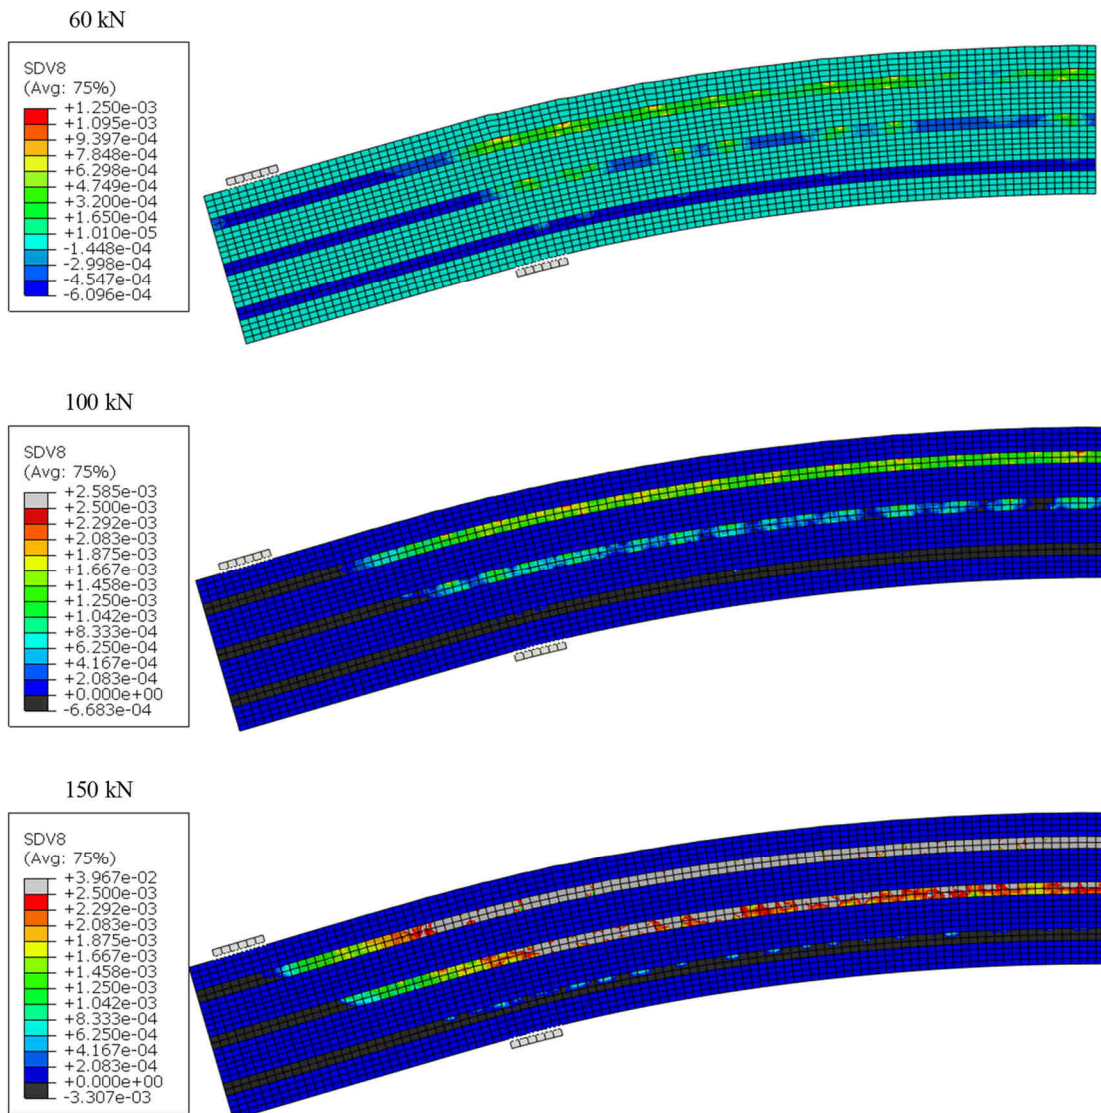 60 kN
SDV8
(Avg: 75%)
+1.250e-03
+1.095e-03
+9.397e-04
+7.848e-04
+6.298e-04
+4.749e-04
+3.200e-04
+1.650e-04
+1.010e-05
-1.448e-04
-2.998e-04
-4.547e-04
-6.096e-04
100 kN
SDV8
(Avg: 75%)
+2.585e-03
+2.500e-03
+2.292e-03
+2.083e-03
+1.875e-03
+1.667e-03
+1.458e-03
+1.250e-03
+1.042e-03
+8.333e-04
+6.250e-04
+4.167e-04
+2.083e-04
+0.000e+00
-6.683e-04
150 kN
SDV8
(Avg: 75%)
+3.967e-02
+2.500e-03
+2.292e-03
+2.083e-03
+1.875e-03
+1.667e-03
+1.458e-03
+1.250e-03
+1.042e-03
+8.333e-04
+6.250e-04
+4.167e-04
+2.083e-04
+0.000e+00
-3.307e-03